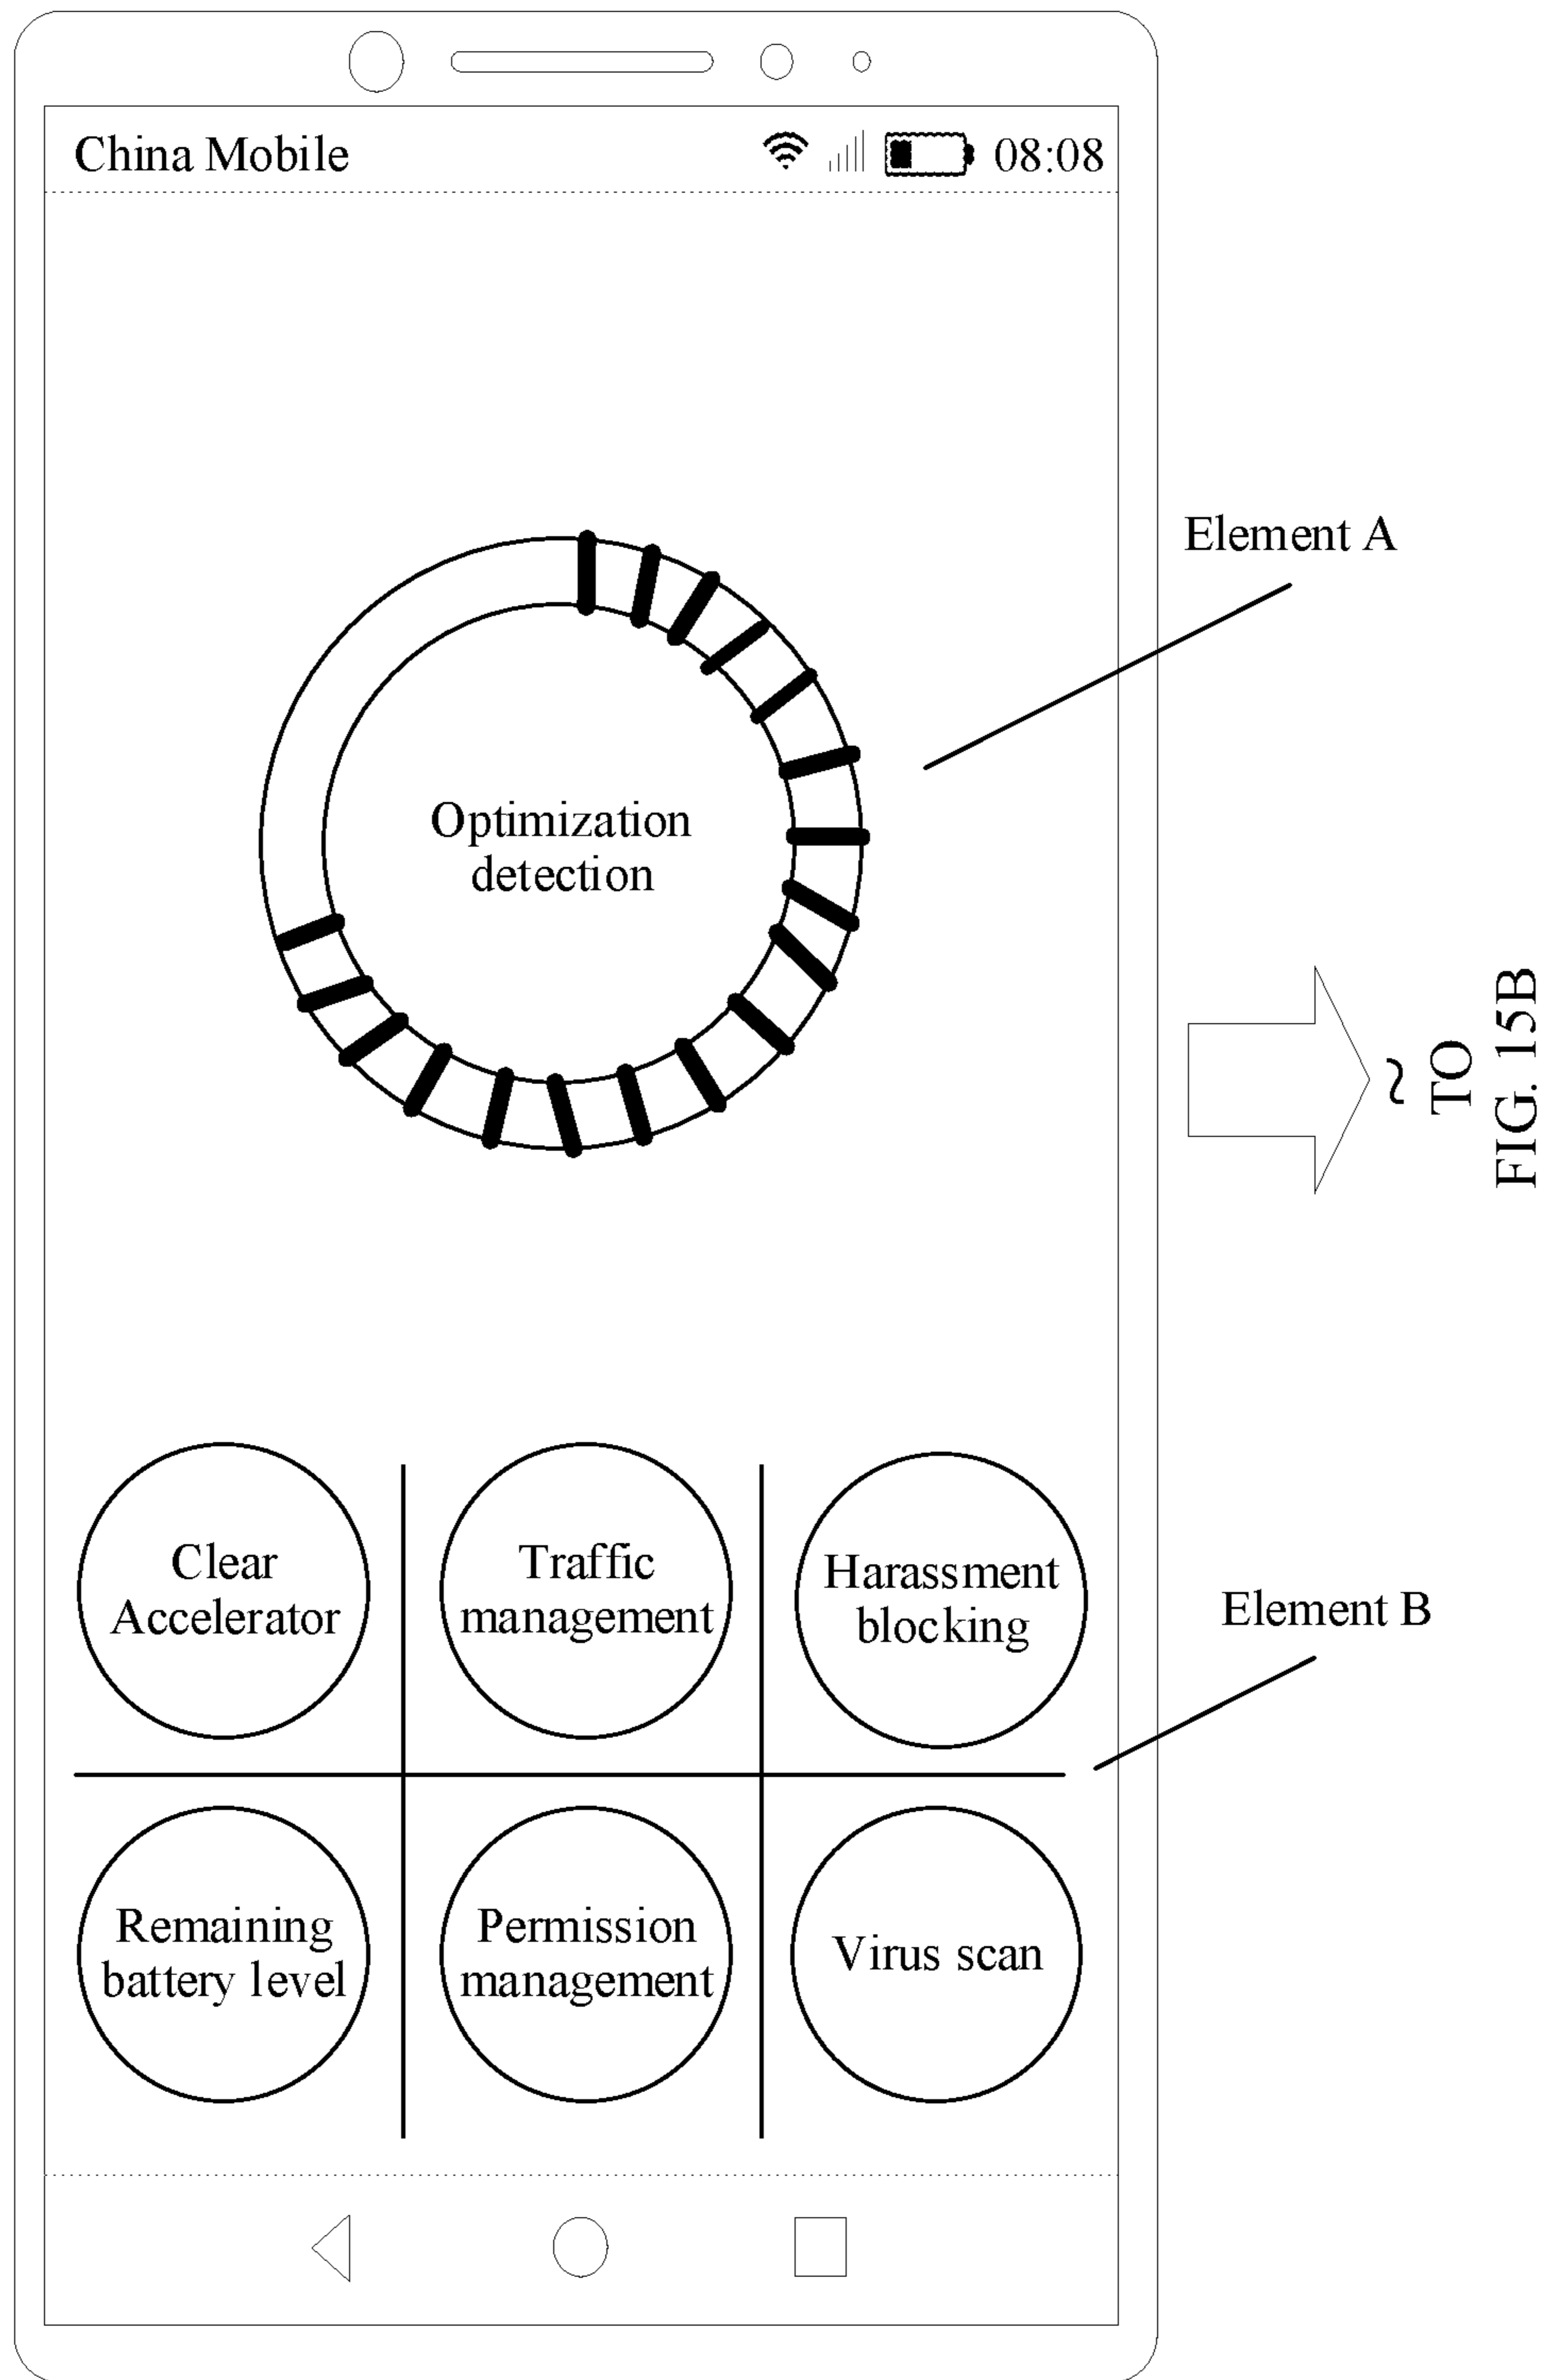 China Mobile 08:08
Element A
Optimization
detection
~
TO
FIG. 15B
Clear
Accelerator
Traffic
management
Harassment
blocking
Element B
Remaining
battery level
Permission
management
Virus scan